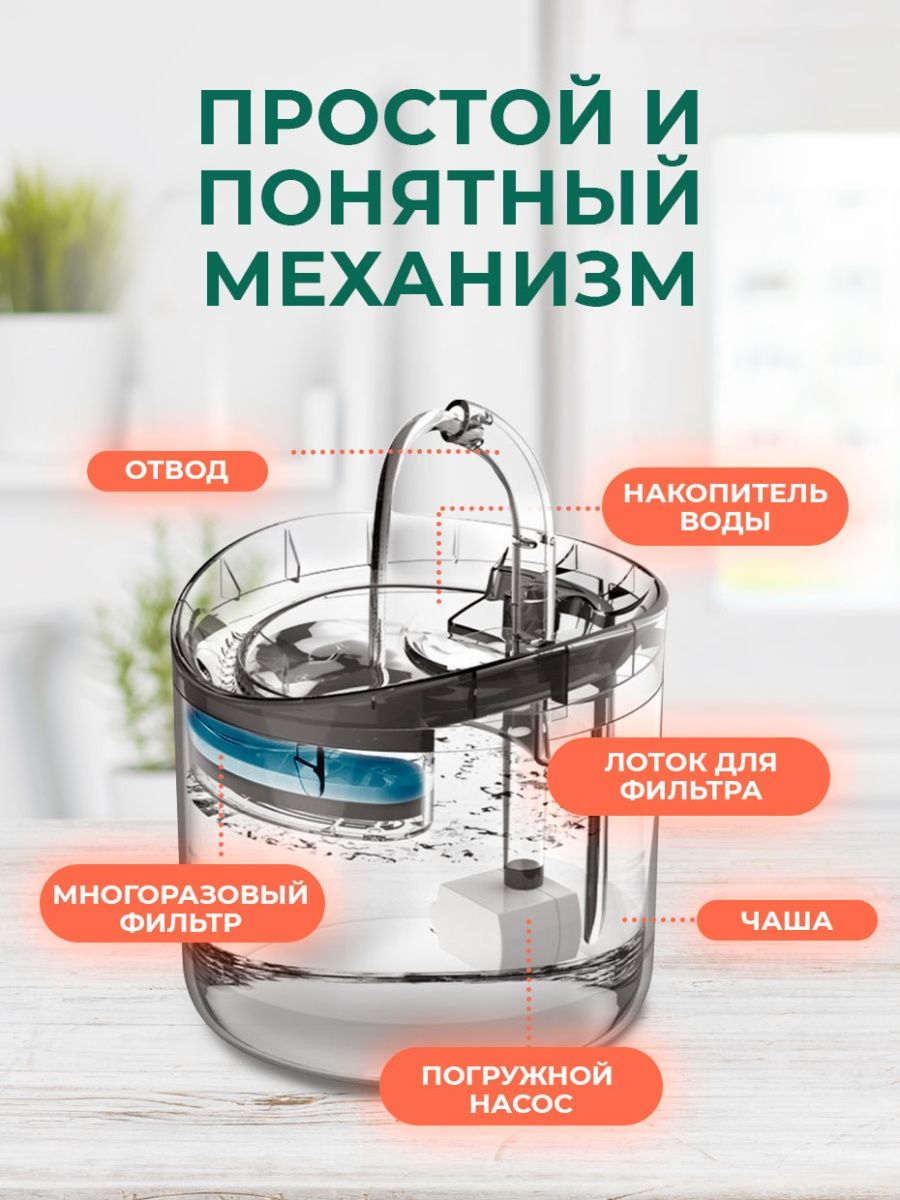 ПРОСТОЙ И
ПОНЯТНЫЙ
МЕХАНИЗМ
ОТВОД
НАКОПИТЕЛЬ
ВОДЫ
ЛОТОК ДЛЯ
ФИЛЬТРА
МНОГОРАЗОВЫЙ
ФИЛЬТР
ЧАША
ПОГРУЖНОЙ
НАСОС